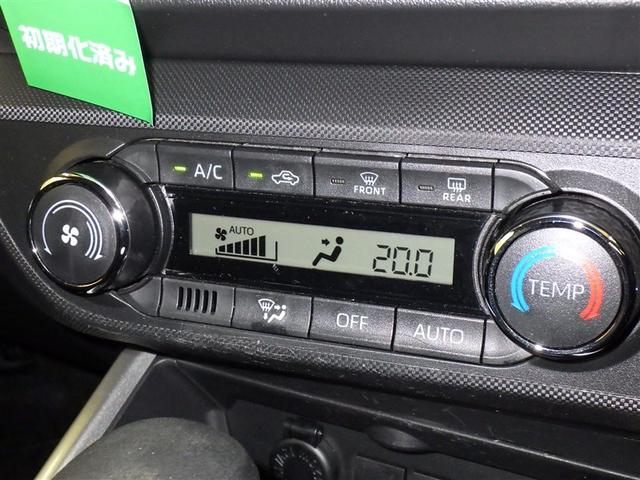 初期化済み
A/C
FRONT
REAR
AUTO
20.0
TEMP
OFF
AUTO